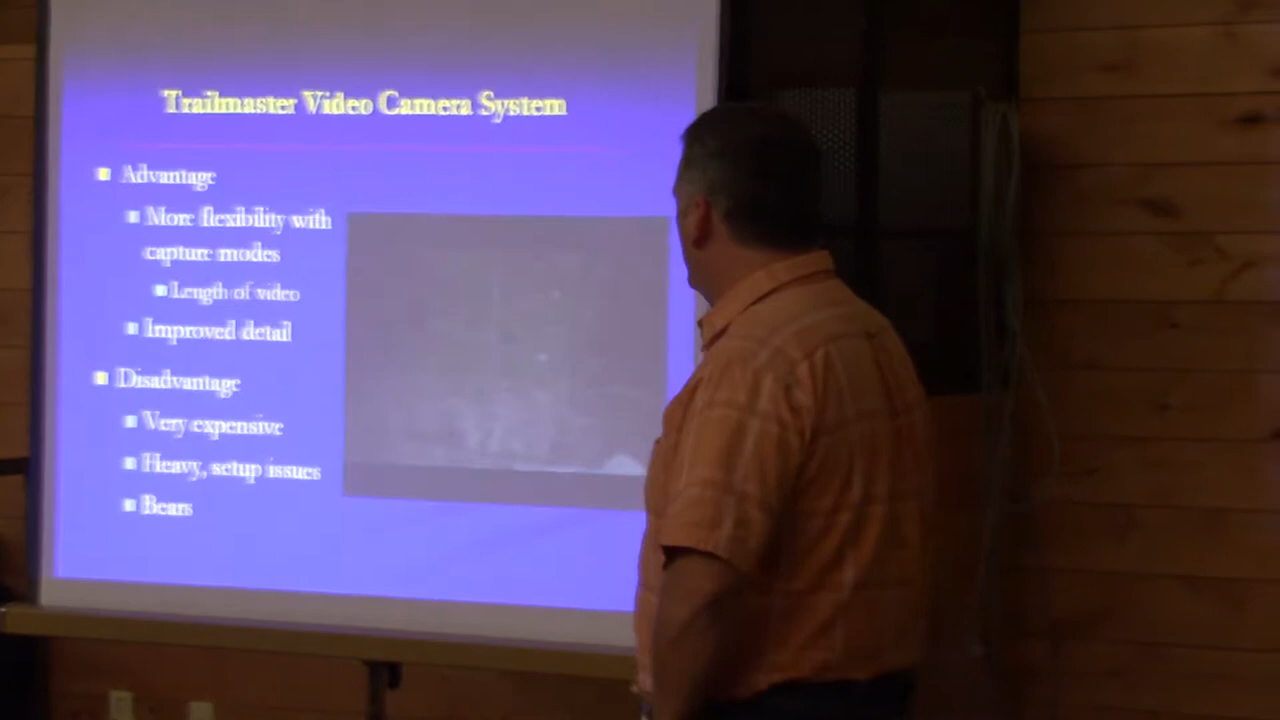 Trailmaster Video Camera System
Advantage
More flexibility with
capture modes
Length of video
Improved detail
Disadvantage
Very expensive
Heavy, setup issues
Bears